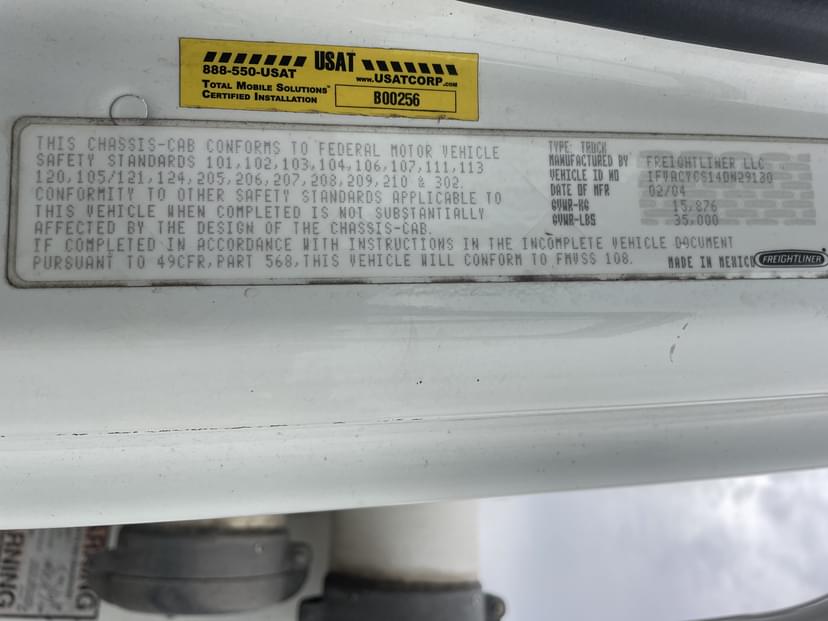 USAT
888-550-USAT
www.USATCORP.com
TOTAL MOBILE SOLUTIONS™
CERTIFIED INSTALLATION
B00256
THIS CHASSIS-CAB CONFORMS TO FEDERAL MOTOR VEHICLE
SAFETY STANDARDS 101,102,103,104,106,107,111,113
120,105/121,124,205,206,207,208,209,210 & 302.
CONFORMITY TO OTHER SAFETY STANDARDS APPLICABLE TO
THIS VEHICLE WHEN COMPLETED IS NOT SUBSTANTIALLY
AFFECTED BY THE DESIGN OF THE CHASSIS-CAB.
IF COMPLETED IN ACCORDANCE WITH INSTRUCTIONS IN THE INCOMPLETE VEHICLE DOCUMENT
PURSUANT TO 49CFR,PART 568,THIS VEHICLE WILL CONFORM TO FMVSS 108.
TYPE: TRUCK
MANUFACTURED BY FREIGHTLINER LLC
VEHICLE ID NO 1FVACYCS14DN29130
DATE OF MFR 02/04
GVWR-KG 15,876
GVWR-LBS 35,000
MADE IN MEXICO
FREIGHTLINER
WARNING